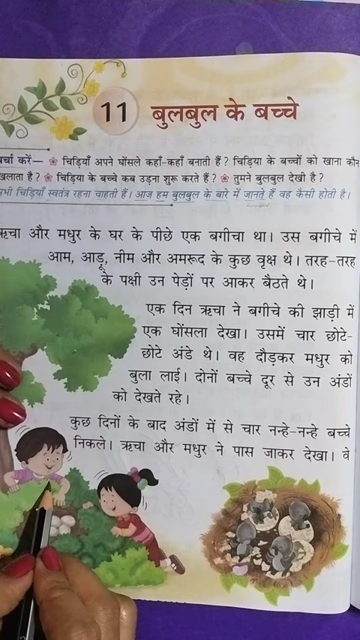 11 बुलबुल के बच्चे
चर्चा करें— चिड़ियाँ अपने घोंसले कहाँ-कहाँ बनाती हैं? चिड़िया के बच्चों को खाना कौन
खिलाता है? चिड़िया के बच्चे कब उड़ना शुरू करते हैं? तुमने बुलबुल देखी है?
सभी चिड़ियाँ स्वतंत्र रहना चाहती हैं। आज हम बुलबुल के बारे में जानते हैं वह कैसी होती है।
ऋचा और मधुर के घर के पीछे एक बगीचा था। उस बगीचे में
आम, आड़ू, नीम और अमरूद के कुछ वृक्ष थे। तरह-तरह
के पक्षी उन पेड़ों पर आकर बैठते थे।
एक दिन ऋचा ने बगीचे की झाड़ी में
एक घोंसला देखा। उसमें चार छोटे-
छोटे अंडे थे। वह दौड़कर मधुर को
बुला लाई। दोनों बच्चे दूर से उन अंडों
को देखते रहे।
कुछ दिनों के बाद अंडों में से चार नन्हे-नन्हे बच्चे
निकले। ऋचा और मधुर ने पास जाकर देखा। वे